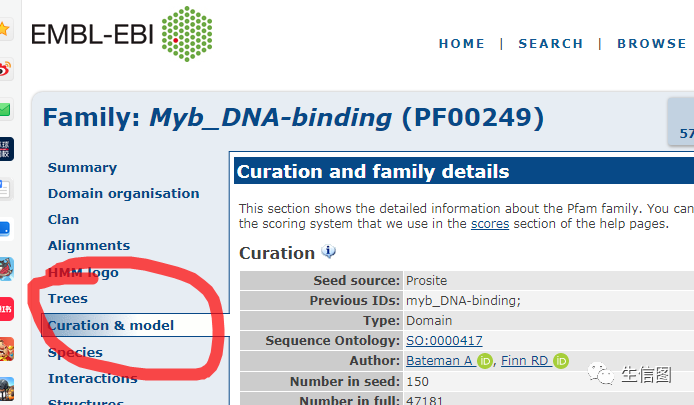 EMBL-EBI
HOME | SEARCH | BROWSE
Family: Myb_DNA-binding (PF00249)
57
Summary
Domain organisation
Clan
Alignments
HMM logo
Trees
Curation & model
Species
Interactions
Structures
Curation and family details
This section shows the detailed information about the Pfam family. You can
the scoring system that we use in the scores section of the help pages.
Curation
Seed source: Prosite
Previous IDs: myb_DNA-binding;
Type: Domain
Sequence Ontology: SO:0000417
Author: Bateman A iD, Finn RD iD
Number in seed: 150
Number in full: 47181
生信图